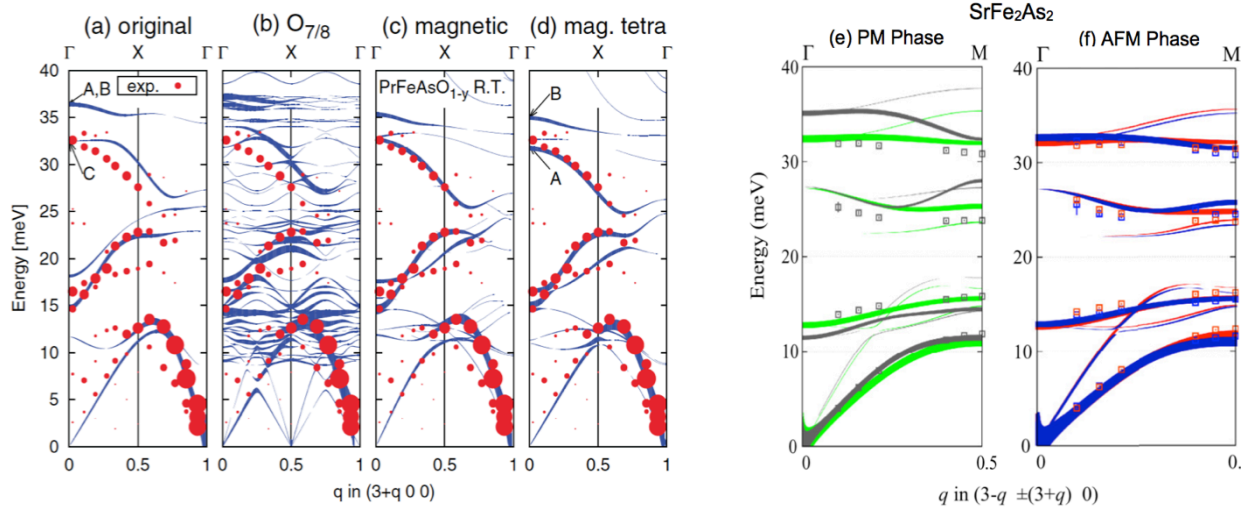 SrFe2As2
(a) original
(b) O7/8
(c) magnetic
(d) mag. tetra
(e) PM Phase
(f) AFM Phase
Γ X Γ
Γ X Γ
Γ X Γ
Γ X Γ
Γ M
Γ M
exp.
A,B
C
PrFeAsO1-y R.T.
B
A
Energy [meV]
40
35
30
25
20
15
10
5
0
0 0.5 1
0 0.5 1
0 0.5 1
0 0.5 1
q in (3+q 0 0)
Energy (meV)
40
30
20
10
0
0 0.5
40
30
20
10
0
0 0.
q in (3-q ±(3+q) 0)